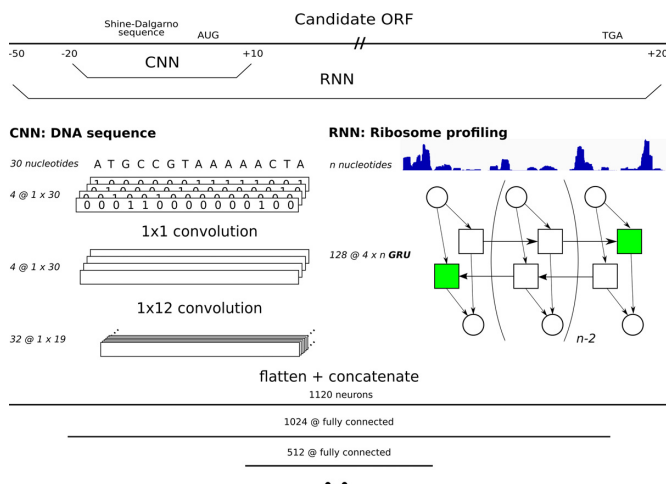 Candidate ORF
Shine-Dalgarno
sequence
AUG
TGA
-50
-20
+10
+20
CNN
RNN
CNN: DNA sequence
RNN: Ribosome profiling
30 nucleotides
A T G C C G T A A A A A C T A
n nucleotides
4 @ 1 x 30
0 0 0 1 1 0 0 0 0 0 0 1 0 0
1x1 convolution
4 @ 1 x 30
128 @ 4 x n GRU
1x12 convolution
32 @ 1 x 19
n-2
flatten + concatenate
1120 neurons
1024 @ fully connected
512 @ fully connected